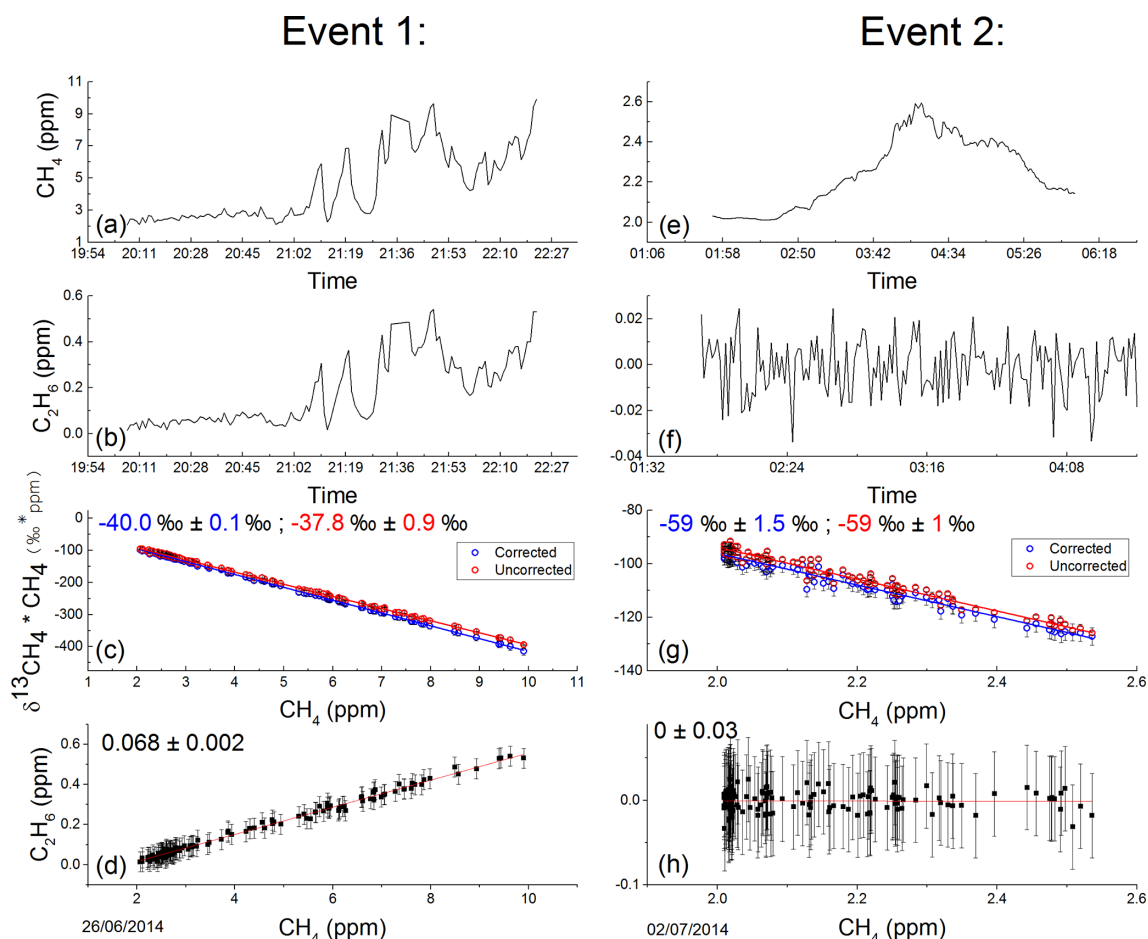 Event 1:
Event 2:
CH4 (ppm)
11
9
7
5
3
1
(a)
19:54 20:11 20:28 20:45 21:02 21:19 21:36 21:53 22:10 22:27
Time
2.6
2.4
2.2
2.0
(e)
01:06 01:58 02:50 03:42 04:34 05:26 06:18
Time
C2H6 (ppm)
0.6
0.4
0.2
0.0
(b)
19:54 20:11 20:28 20:45 21:02 21:19 21:36 21:53 22:10 22:27
Time
0.02
0.00
-0.02
-0.04
(f)
01:32 02:24 03:16 04:08
Time
δ13CH4 * CH4 (‰* ppm)
-40.0 ‰ ± 0.1 ‰ ; -37.8 ‰ ± 0.9 ‰
0
-100
-200
-300
-400
Corrected
Uncorrected
(c)
1 2 3 4 5 6 7 8 9 10 11
CH4 (ppm)
-59 ‰ ± 1.5 ‰ ; -59 ‰ ± 1 ‰
-80
-100
-120
-140
Corrected
Uncorrected
(g)
2.0 2.2 2.4 2.6
CH4 (ppm)
C2H6 (ppm)
0.068 ± 0.002
0.6
0.4
0.2
0.0
(d)
2 4 6 8 10
CH4 (ppm)
26/06/2014
0 ± 0.03
0.0
-0.1
(h)
2.0 2.2 2.4 2.6
CH4 (ppm)
02/07/2014